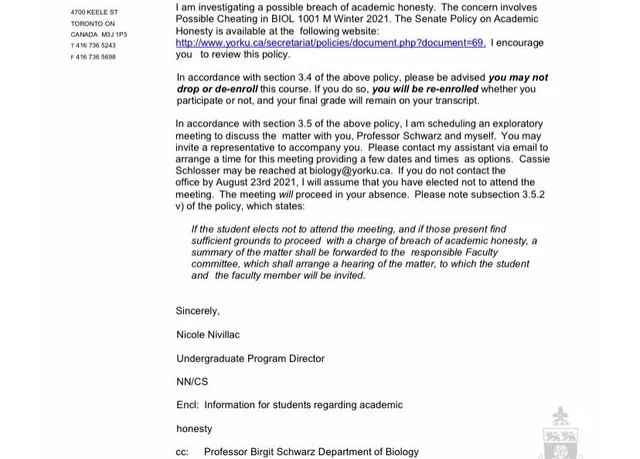 4700 KEELE ST
TORONTO ON
CANADA M3J 1P3
T 416 736 5243
F 416 736 5698
I am investigating a possible breach of academic honesty. The concern involves
Possible Cheating in BIOL 1001 M Winter 2021. The Senate Policy on Academic
Honesty is available at the following website:
http://www.yorku.ca/secretariat/policies/document.php?document=69. I encourage
you to review this policy.
In accordance with section 3.4 of the above policy, please be advised you may not
drop or de-enroll this course. If you do so, you will be re-enrolled whether you
participate or not, and your final grade will remain on your transcript.
In accordance with section 3.5 of the above policy, I am scheduling an exploratory
meeting to discuss the matter with you, Professor Schwarz and myself. You may
invite a representative to accompany you. Please contact my assistant via email to
arrange a time for this meeting providing a few dates and times as options. Cassie
Schlosser may be reached at biology@yorku.ca. If you do not contact the
office by August 23rd 2021, I will assume that you have elected not to attend the
meeting. The meeting will proceed in your absence. Please note subsection 3.5.2
v) of the policy, which states:
If the student elects not to attend the meeting, and if those present find
sufficient grounds to proceed with a charge of breach of academic honesty, a
summary of the matter shall be forwarded to the responsible Faculty
committee, which shall arrange a hearing of the matter, to which the student
and the faculty member will be invited.
Sincerely,
Nicole Nivillac
Undergraduate Program Director
NN/CS
Encl: Information for students regarding academic
honesty
cc: Professor Birgit Schwarz Department of Biology